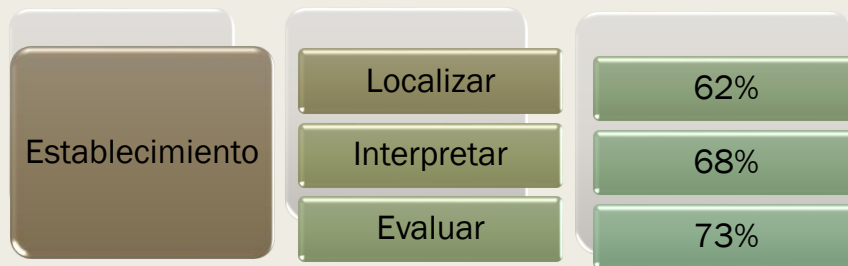 Establecimiento
Localizar
Interpretar
Evaluar
62%
68%
73%